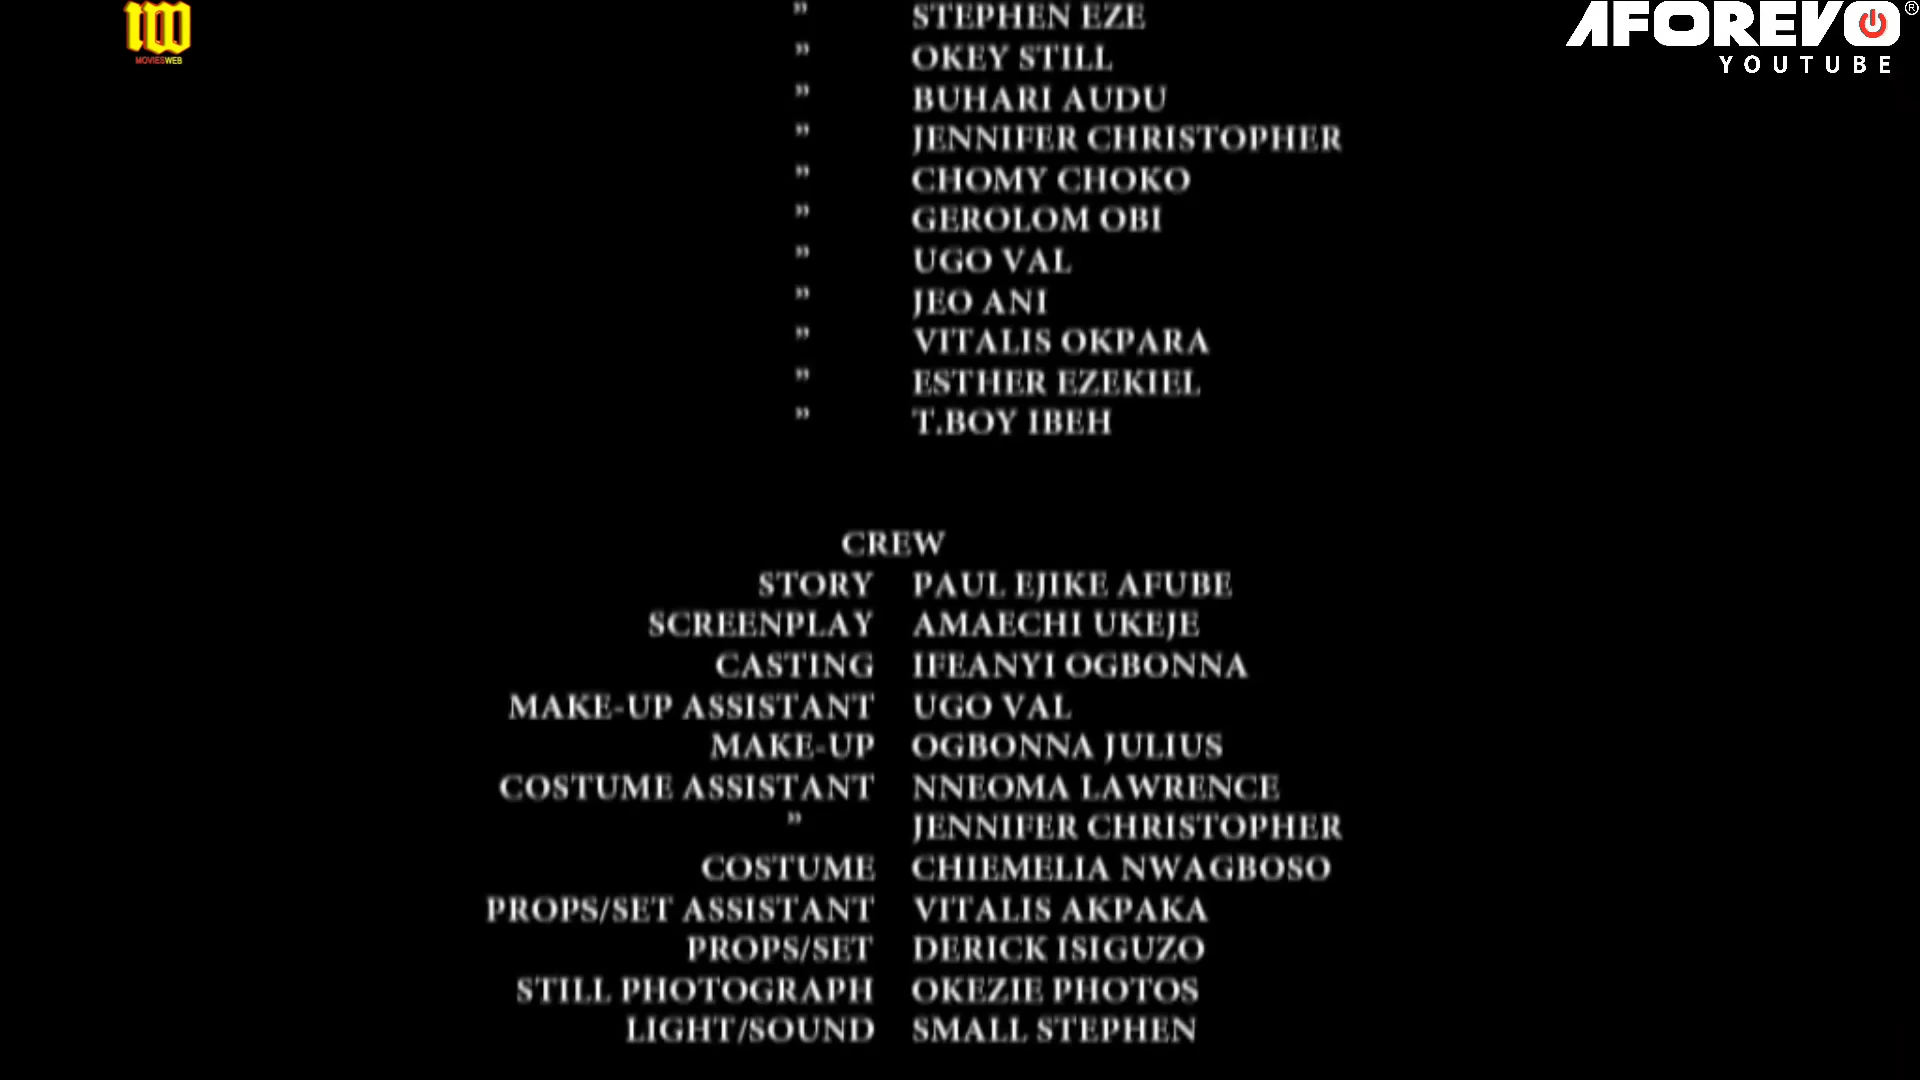 MOVIESWEB
AFOREVO®
YOUTUBE
" STEPHEN EZE
" OKEY STILL
" BUHARI AUDU
" JENNIFER CHRISTOPHER
" CHOMY CHOKO
" GEROLOM OBI
" UGO VAL
" JEO ANI
" VITALIS OKPARA
" ESTHER EZEKIEL
" T.BOY IBEH
CREW
STORY PAUL EJIKE AFUBE
SCREENPLAY AMAECHI UKEJE
CASTING IFEANYI OGBONNA
MAKE-UP ASSISTANT UGO VAL
MAKE-UP OGBONNA JULIUS
COSTUME ASSISTANT NNEOMA LAWRENCE
" JENNIFER CHRISTOPHER
COSTUME CHIEMELIA NWAGBOSO
PROPS/SET ASSISTANT VITALIS AKPAKA
PROPS/SET DERICK ISIGUZO
STILL PHOTOGRAPH OKEZIE PHOTOS
LIGHT/SOUND SMALL STEPHEN